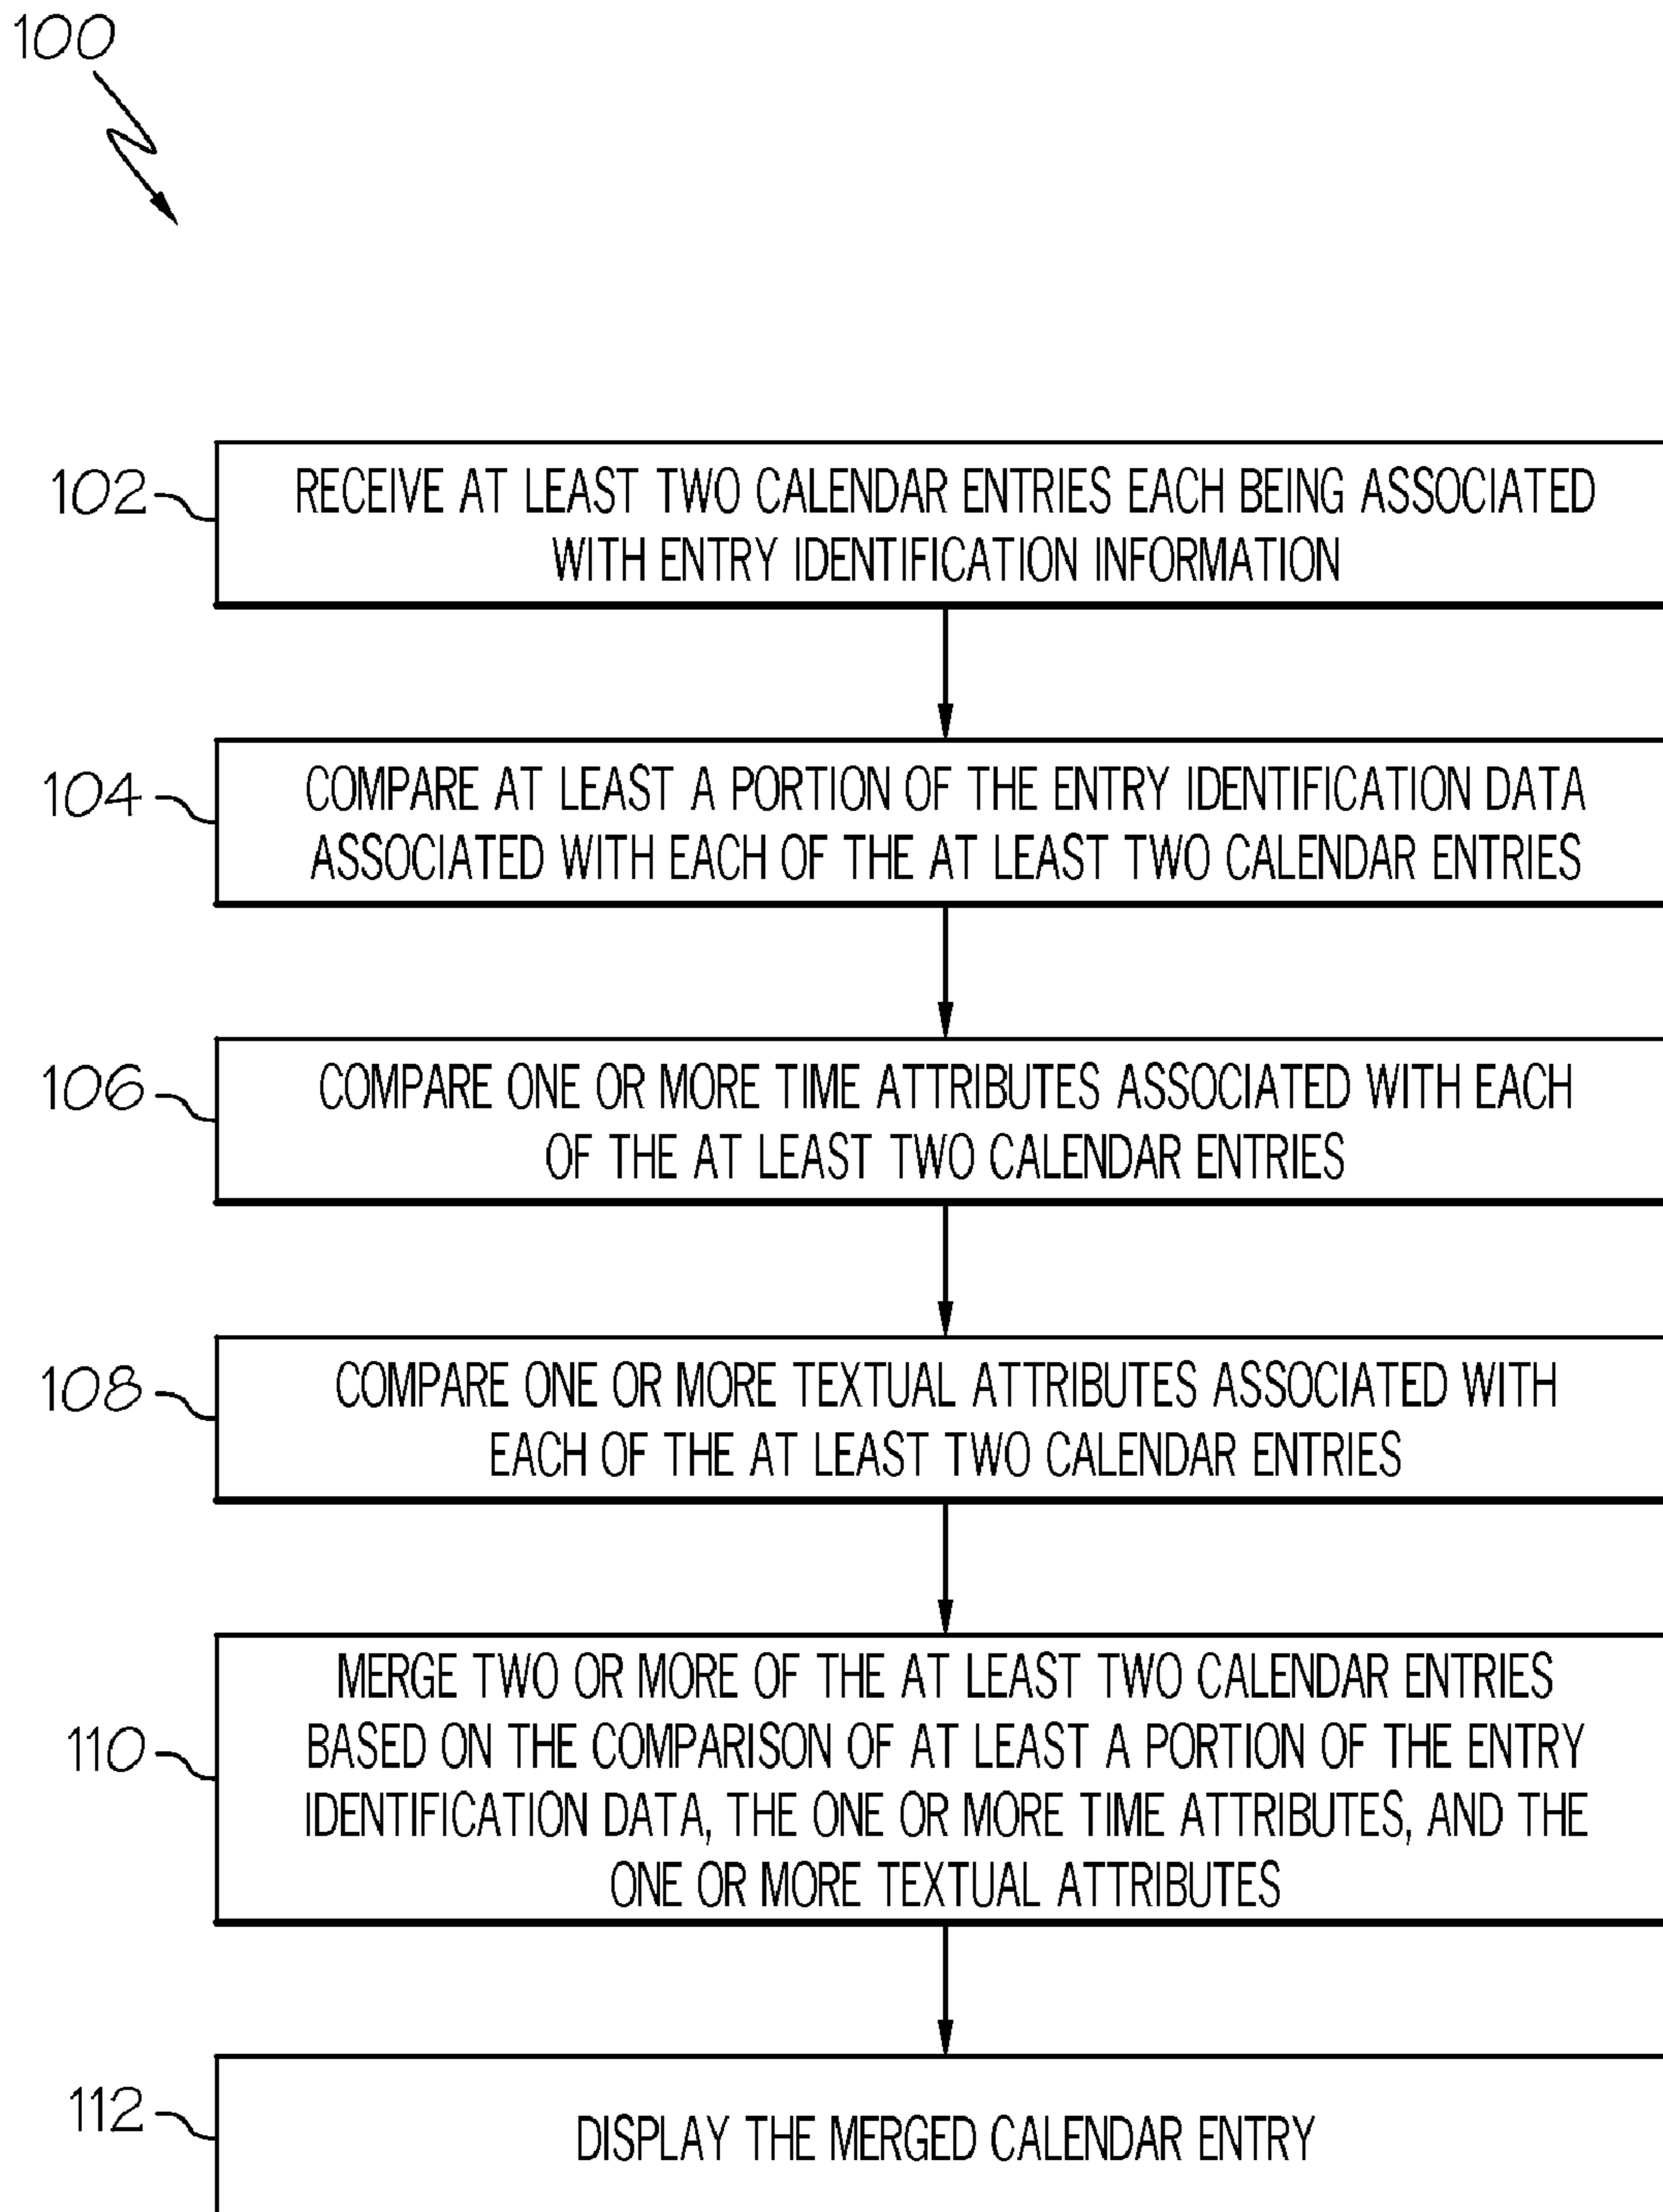 100
102
RECEIVE AT LEAST TWO CALENDAR ENTRIES EACH BEING ASSOCIATED
WITH ENTRY IDENTIFICATION INFORMATION
104
COMPARE AT LEAST A PORTION OF THE ENTRY IDENTIFICATION DATA
ASSOCIATED WITH EACH OF THE AT LEAST TWO CALENDAR ENTRIES
106
COMPARE ONE OR MORE TIME ATTRIBUTES ASSOCIATED WITH EACH
OF THE AT LEAST TWO CALENDAR ENTRIES
108
COMPARE ONE OR MORE TEXTUAL ATTRIBUTES ASSOCIATED WITH
EACH OF THE AT LEAST TWO CALENDAR ENTRIES
110
MERGE TWO OR MORE OF THE AT LEAST TWO CALENDAR ENTRIES
BASED ON THE COMPARISON OF AT LEAST A PORTION OF THE ENTRY
IDENTIFICATION DATA, THE ONE OR MORE TIME ATTRIBUTES, AND THE
ONE OR MORE TEXTUAL ATTRIBUTES
112
DISPLAY THE MERGED CALENDAR ENTRY